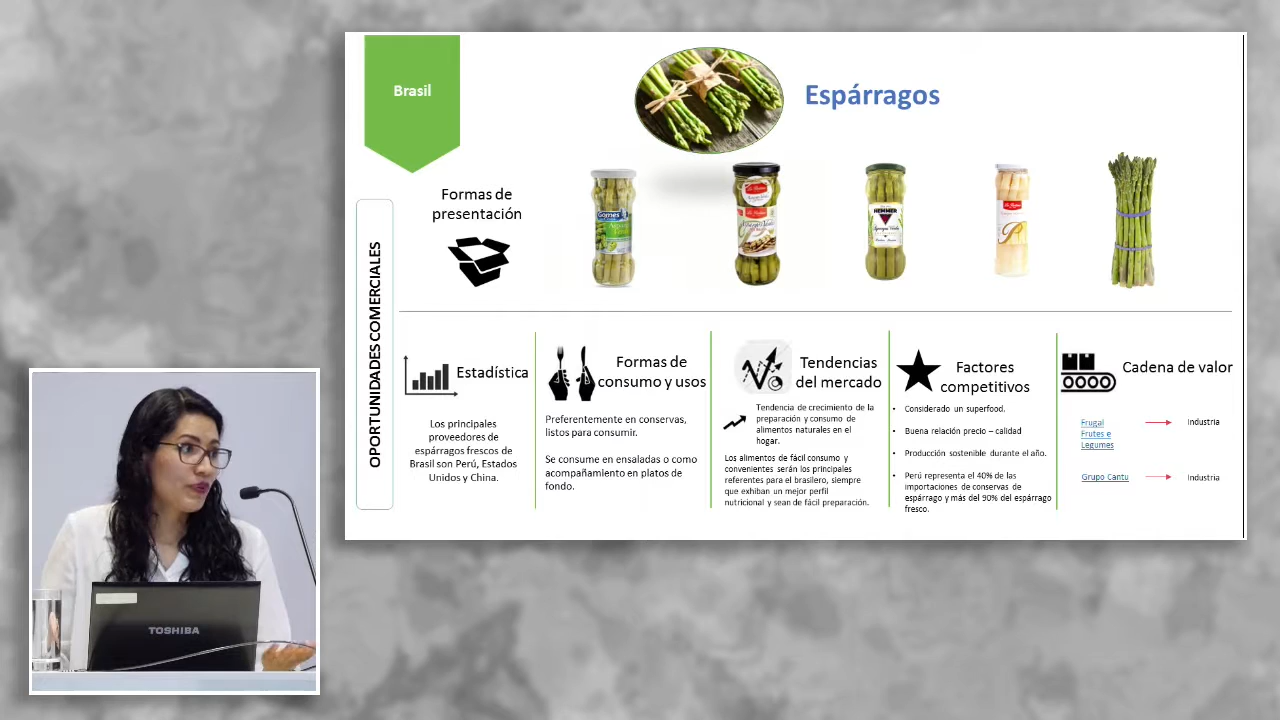 Brasil
Espárragos
Formas de
presentación
Gomes
HEMMER
OPORTUNIDADES COMERCIALES
Estadística
Los principales
proveedores de
espárragos frescos de
Brasil son Perú, Estados
Unidos y China.
Formas de
consumo y usos
Preferentemente en conservas,
listos para consumir.
Se consume en ensaladas o como
acompañamiento en platos de
fondo.
Tendencias
del mercado
Tendencia de crecimiento de la
preparación y consumo de
alimentos naturales en el
hogar.
Los alimentos de fácil consumo y
convenientes serán los principales
referentes para el brasilero, siempre
que exhiban un mejor perfil
nutricional y sean de fácil preparación.
Factores
competitivos
• Considerado un superfood.
• Buena relación precio – calidad
• Producción sostenible durante el año.
• Perú representa el 40% de las
importaciones de conservas de
espárrago y más del 90% del espárrago
fresco.
Cadena de valor
Frugal
Frutes e
Legumes
Industria
Grupo Cantu
Industria
TOSHIBA